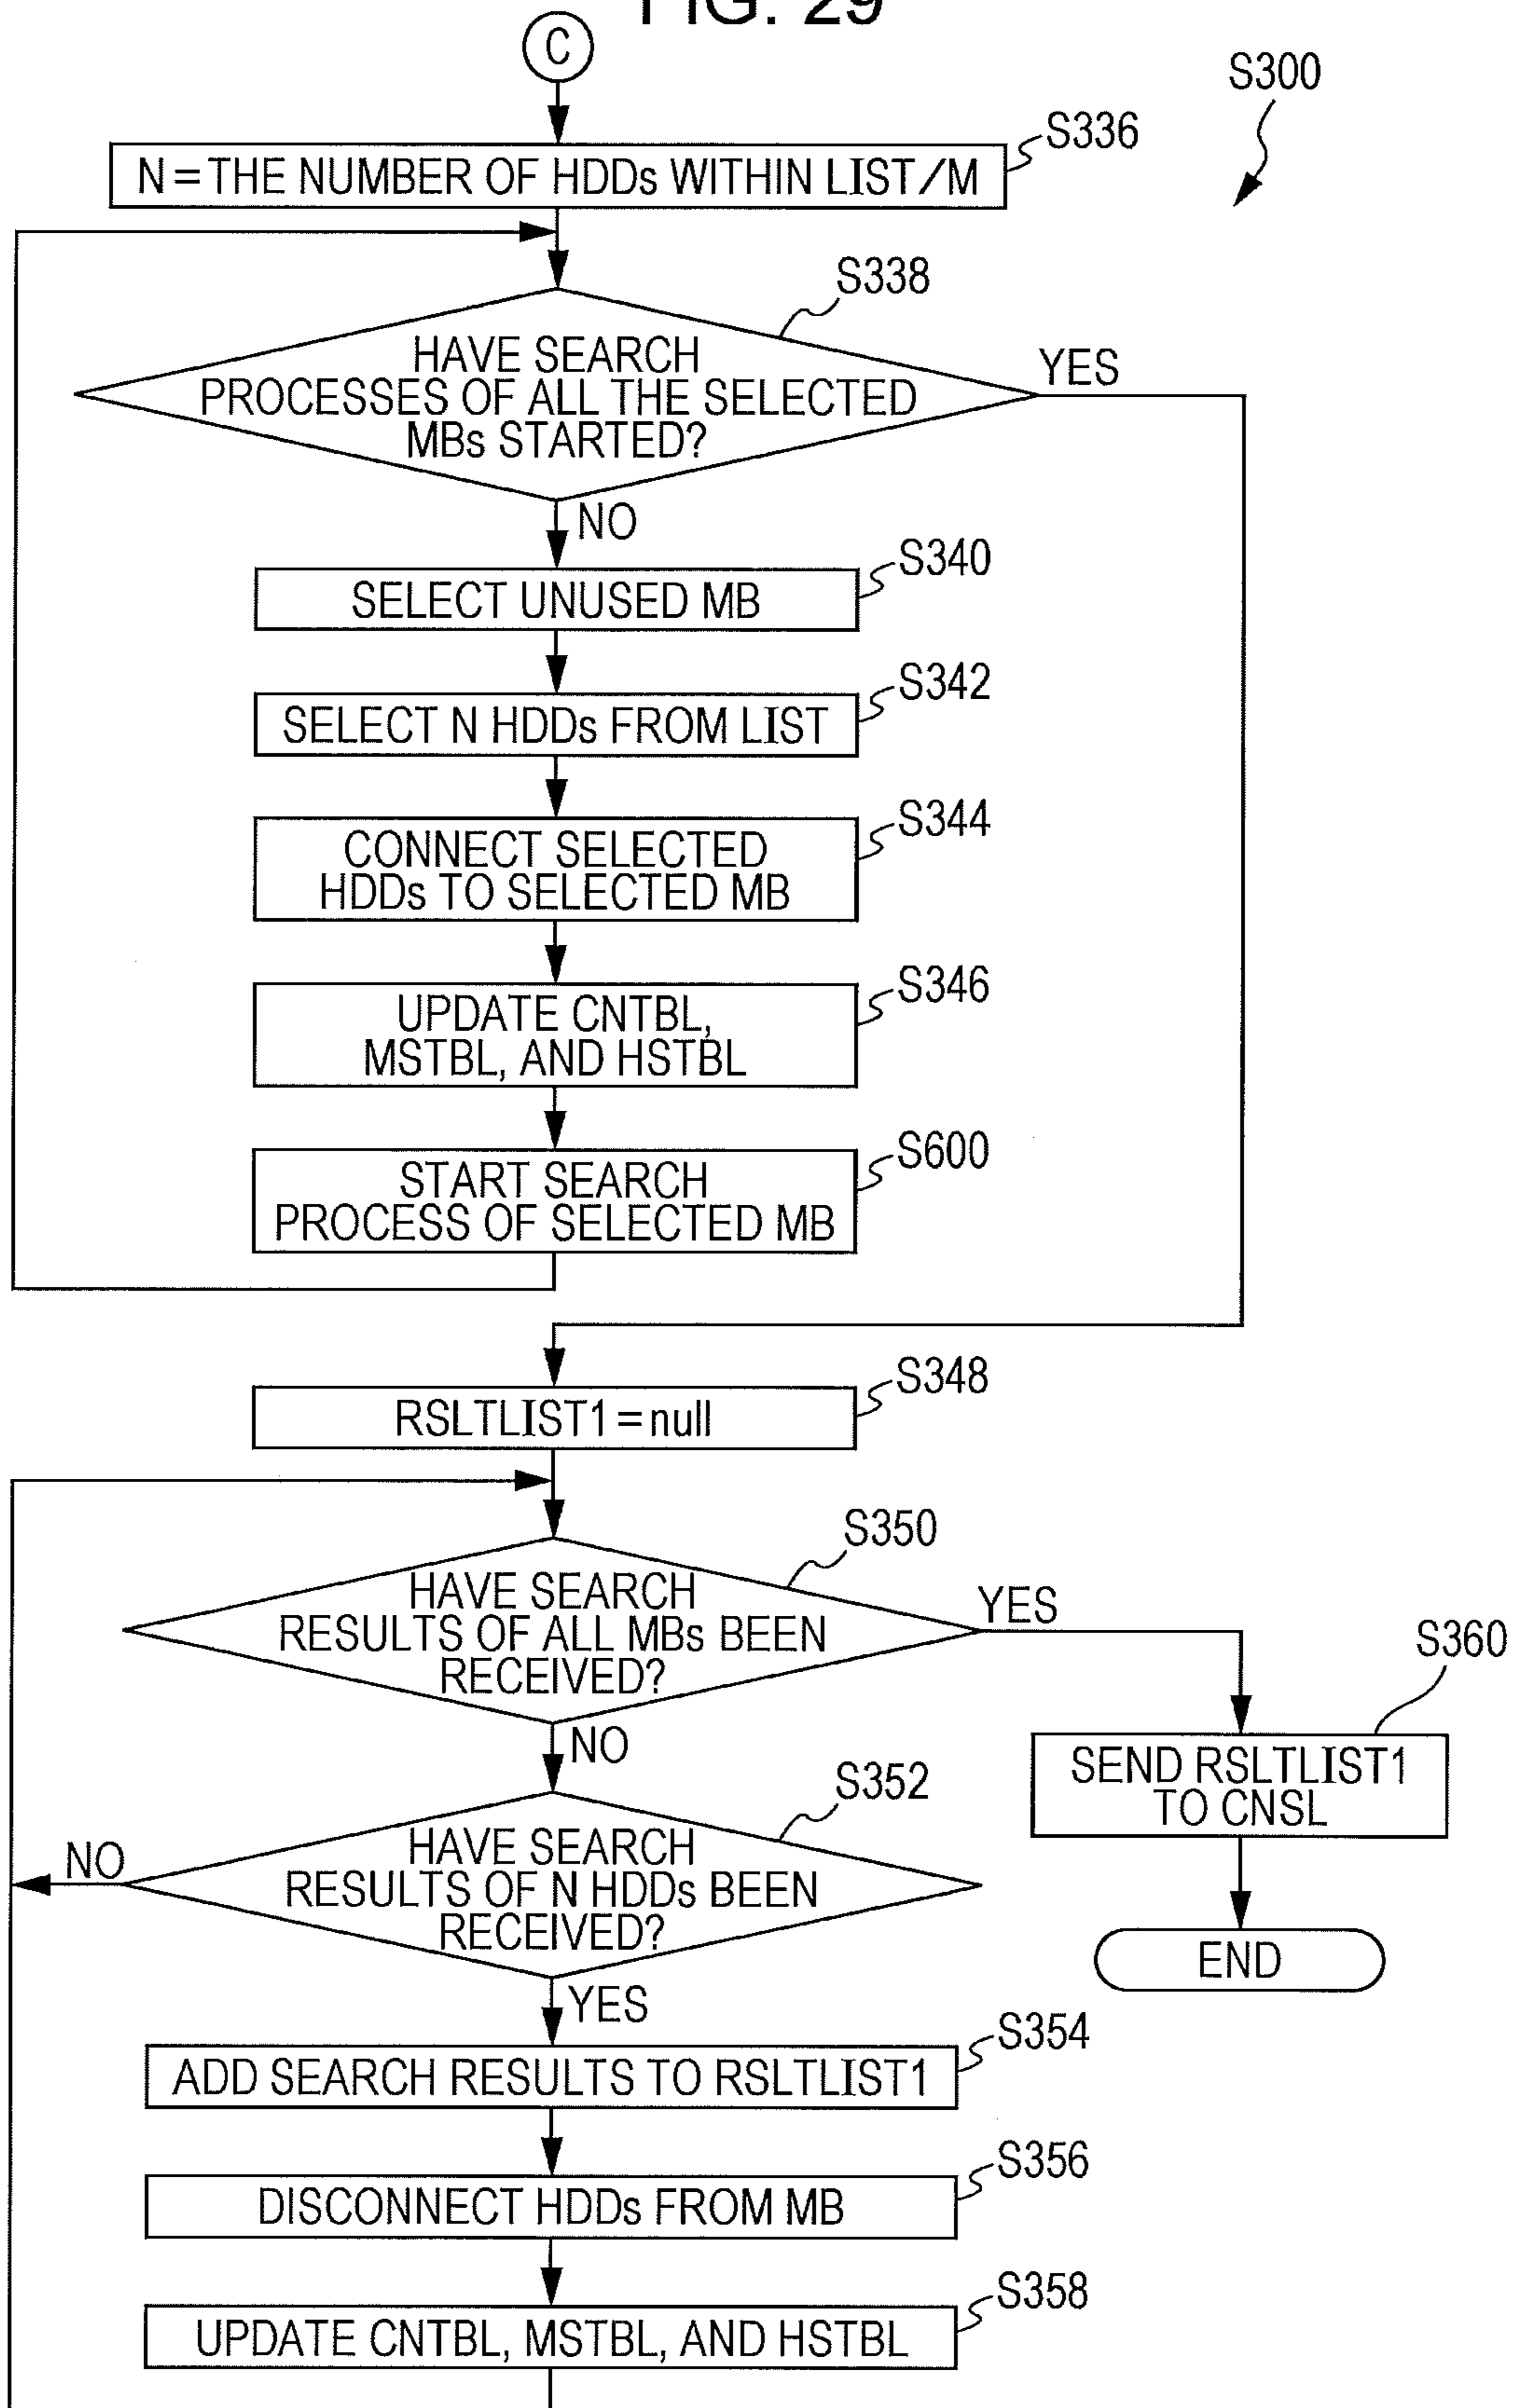 FIG. 29
C
S300
S336
N = THE NUMBER OF HDDs WITHIN LIST/M
S338
HAVE SEARCH
PROCESSES OF ALL THE SELECTED
MBs STARTED?
YES
NO
S340
SELECT UNUSED MB
S342
SELECT N HDDs FROM LIST
S344
CONNECT SELECTED
HDDs TO SELECTED MB
S346
UPDATE CNTBL,
MSTBL, AND HSTBL
S600
START SEARCH
PROCESS OF SELECTED MB
S348
RSLTLIST1 = null
S350
HAVE SEARCH
RESULTS OF ALL MBs BEEN
RECEIVED?
YES
NO
S360
SEND RSLTLIST1
TO CNSL
END
S352
HAVE SEARCH
RESULTS OF N HDDs BEEN
RECEIVED?
NO
YES
S354
ADD SEARCH RESULTS TO RSLTLIST1
S356
DISCONNECT HDDs FROM MB
S358
UPDATE CNTBL, MSTBL, AND HSTBL